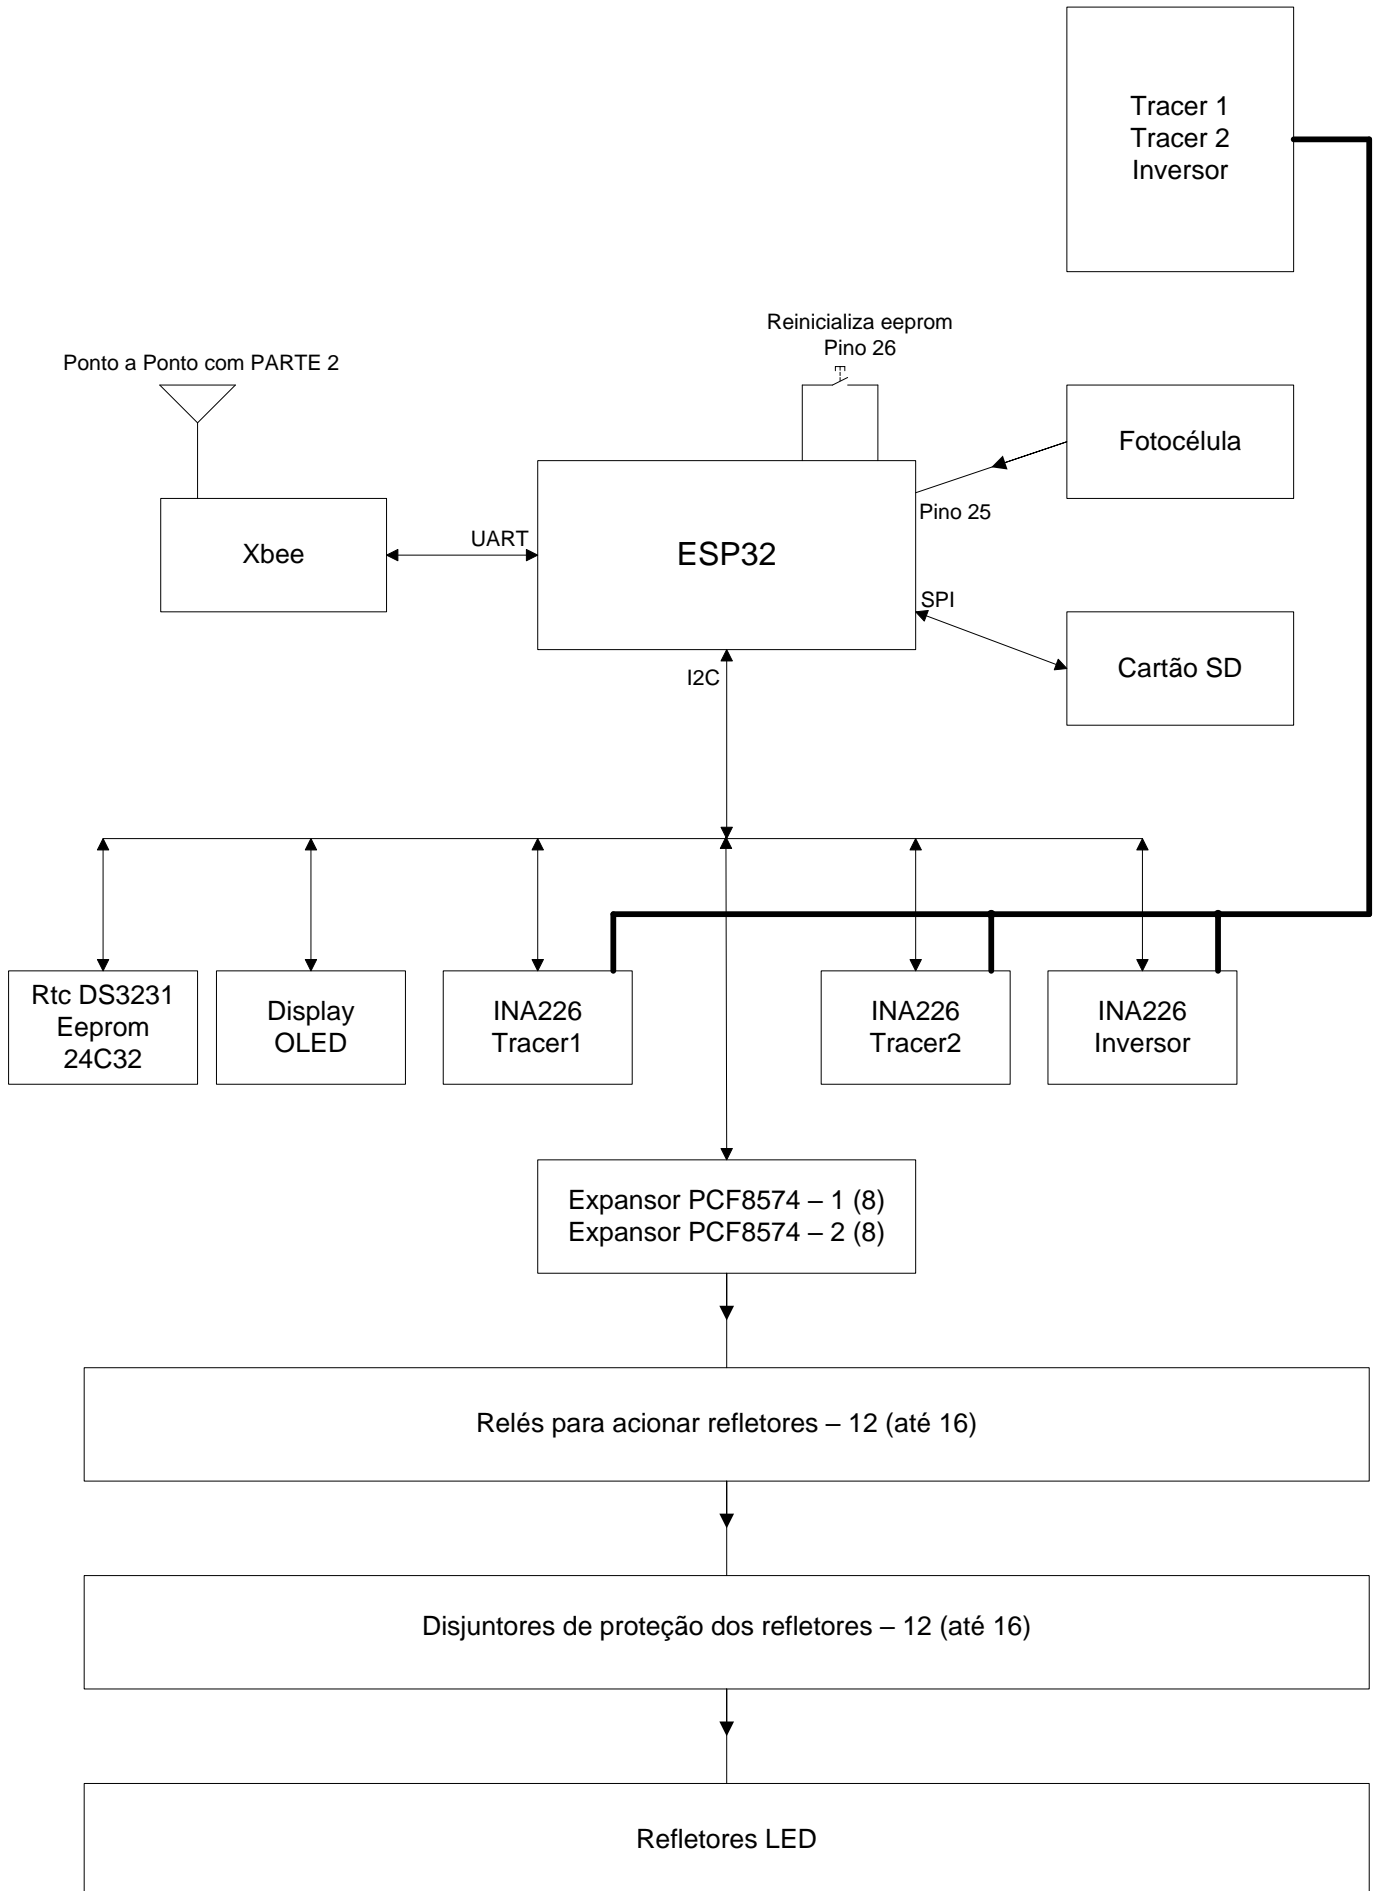 Tracer 1
Tracer 2
Inversor
Reinicializa eeprom
Pino 26
Ponto a Ponto com PARTE 2
Fotocélula
Pino 25
Xbee
UART
ESP32
SPI
Cartão SD
I2C
Rtc DS3231
Eeprom
24C32
Display
OLED
INA226
Tracer1
INA226
Tracer2
INA226
Inversor
Expansor PCF8574 – 1 (8)
Expansor PCF8574 – 2 (8)
Relés para acionar refletores – 12 (até 16)
Disjuntores de proteção dos refletores – 12 (até 16)
Refletores LED